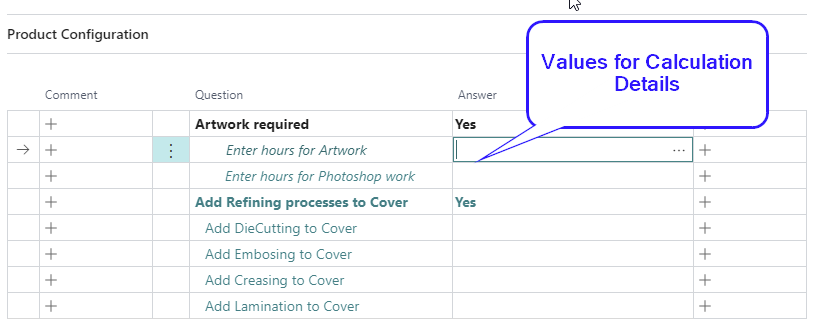 Product Configuration
Values for Calculation
Details
Comment Question Answer
+ Artwork required Yes +
→ + ⋮ Enter hours for Artwork ... +
+ Enter hours for Photoshop work +
+ Add Refining processes to Cover Yes +
+ Add DieCutting to Cover +
+ Add Embosing to Cover +
+ Add Creasing to Cover +
+ Add Lamination to Cover +